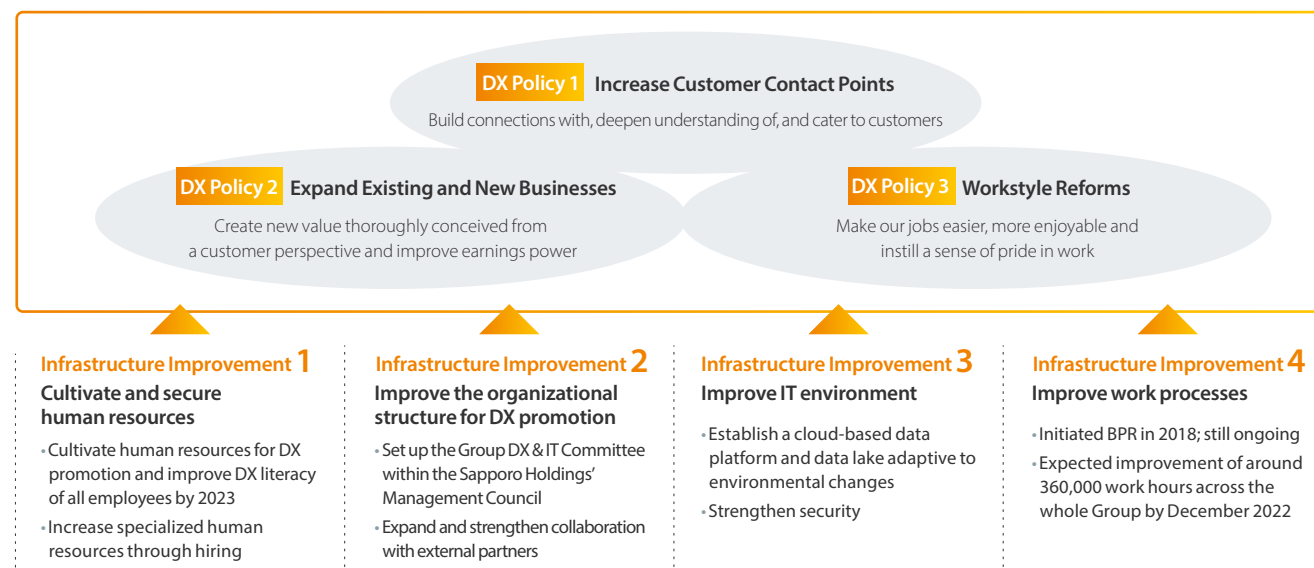 DX Policy 1 Increase Customer Contact Points
Build connections with, deepen understanding of, and cater to customers
DX Policy 2 Expand Existing and New Businesses
Create new value thoroughly conceived from
a customer perspective and improve earnings power
DX Policy 3 Workstyle Reforms
Make our jobs easier, more enjoyable and
instill a sense of pride in work
Infrastructure Improvement 1
Cultivate and secure
human resources
・Cultivate human resources for DX
promotion and improve DX literacy
of all employees by 2023
・Increase specialized human
resources through hiring
Infrastructure Improvement 2
Improve the organizational
structure for DX promotion
・Set up the Group DX & IT Committee
within the Sapporo Holdings’
Management Council
・Expand and strengthen collaboration
with external partners
Infrastructure Improvement 3
Improve IT environment
・Establish a cloud-based data
platform and data lake adaptive to
environmental changes
・Strengthen security
Infrastructure Improvement 4
Improve work processes
・Initiated BPR in 2018; still ongoing
・Expected improvement of around
360,000 work hours across the
whole Group by December 2022